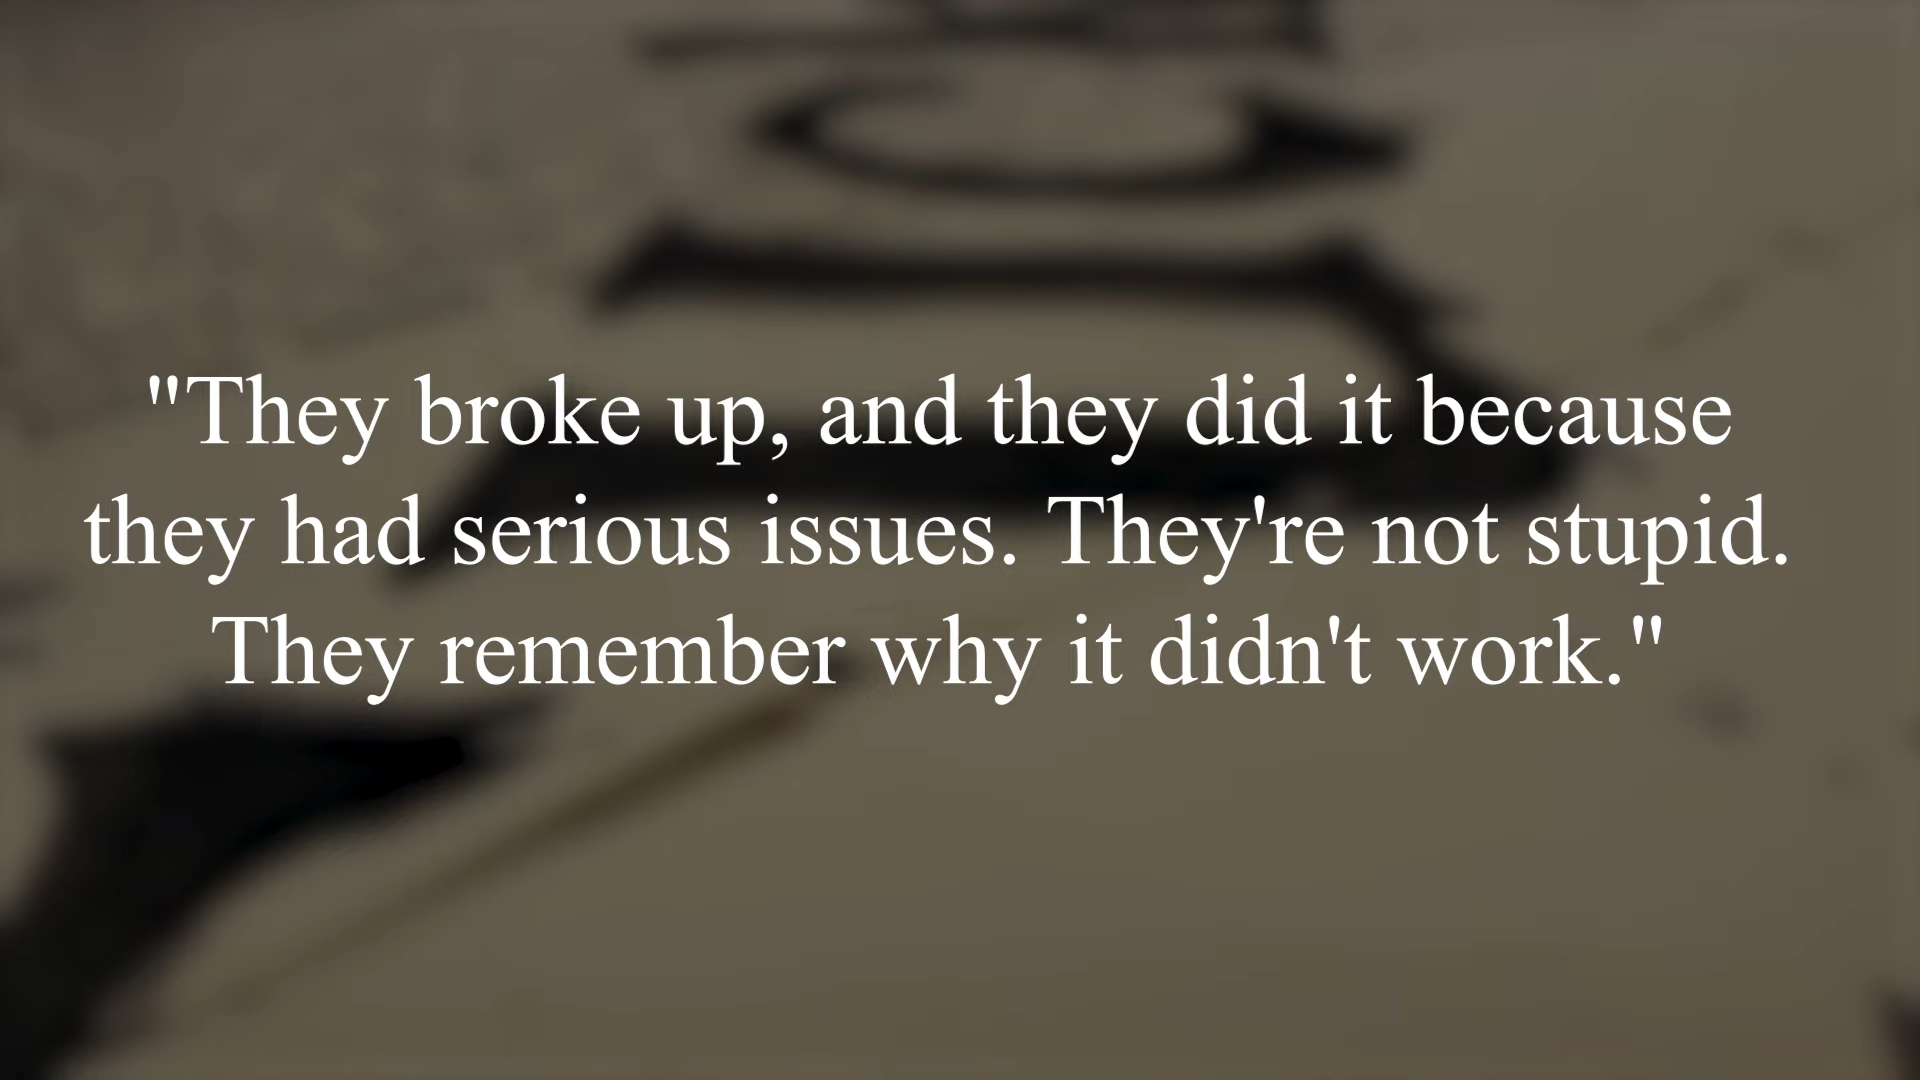 "They broke up, and they did it because
they had serious issues. They're not stupid.
They remember why it didn't work."